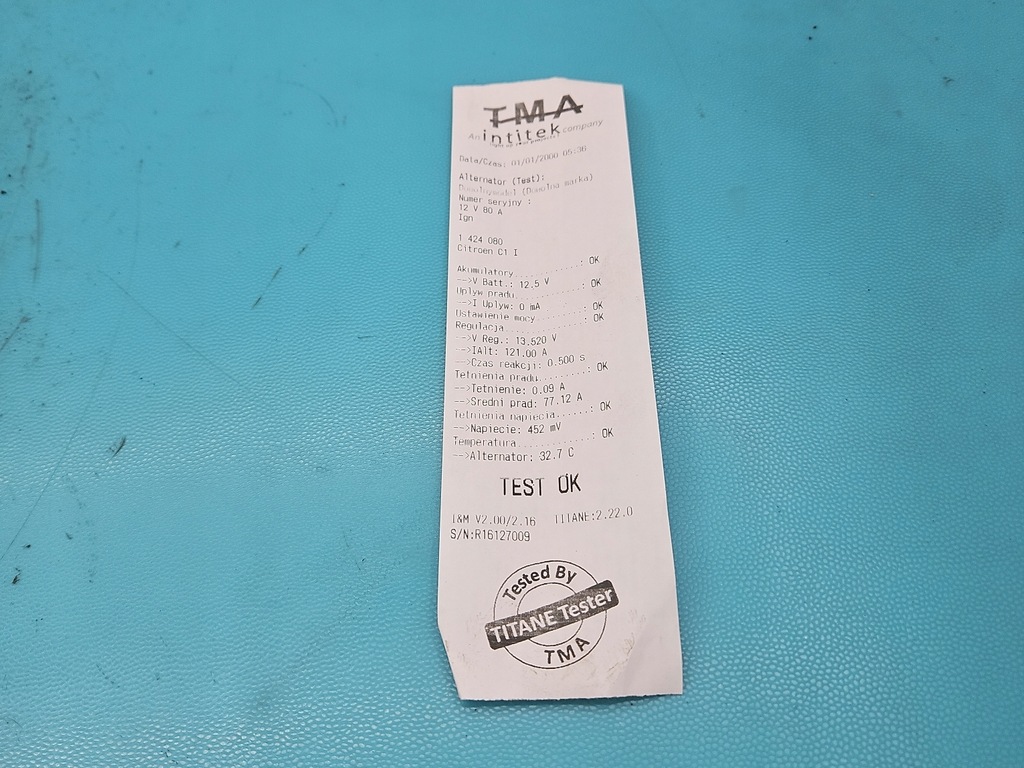 TMA
An intitek company
Data/Czas: 01/01/2000 05:30
Alternator (Test):
(Dowolna marka)
Numer seryjny :
12 V 80 A
Ign
1 424 080
Citroen C1 I
Akumulatory..........: OK
-->V Batt.: 12.5 V
Uplyw pradu..........: OK
-->I Uplyw: 0 mA
Ustawienie mocy......: OK
Regulacja............: OK
-->V Reg.: 13.520 V
-->IAlt: 121.00 A
-->Czas reakcji: 0.500 s
Tetnienia pradu........: OK
-->Tetnienie: 0.09 A
-->Sredni prad: 77.12 A
Tetnienia napiecia.....: OK
-->Napiecie: 452 mV
Temperatura...........: OK
-->Alternator: 32.7 C
TEST OK
I&M V2.00/2.16 TITANE:2.22.0
S/N:R16127009
Tested By
TITANE Tester
TMA